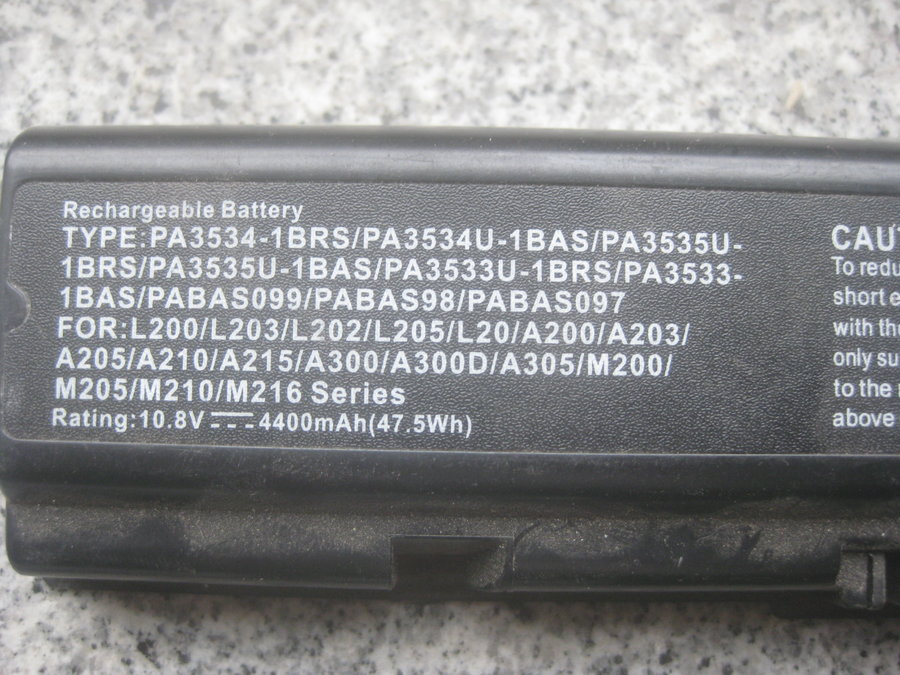 Rechargeable Battery
TYPE:PA3534-1BRS/PA3534U-1BAS/PA3535U-
1BRS/PA3535U-1BAS/PA3533U-1BRS/PA3533-
1BAS/PABAS099/PABAS98/PABAS097
FOR:L200/L203/L202/L205/L20/A200/A203/
A205/A210/A215/A300/A300D/A305/M200/
M205/M210/M216 Series
Rating:10.8V 4400mAh(47.5Wh)
CAU
To redu
short e
with the
only su
to the
above